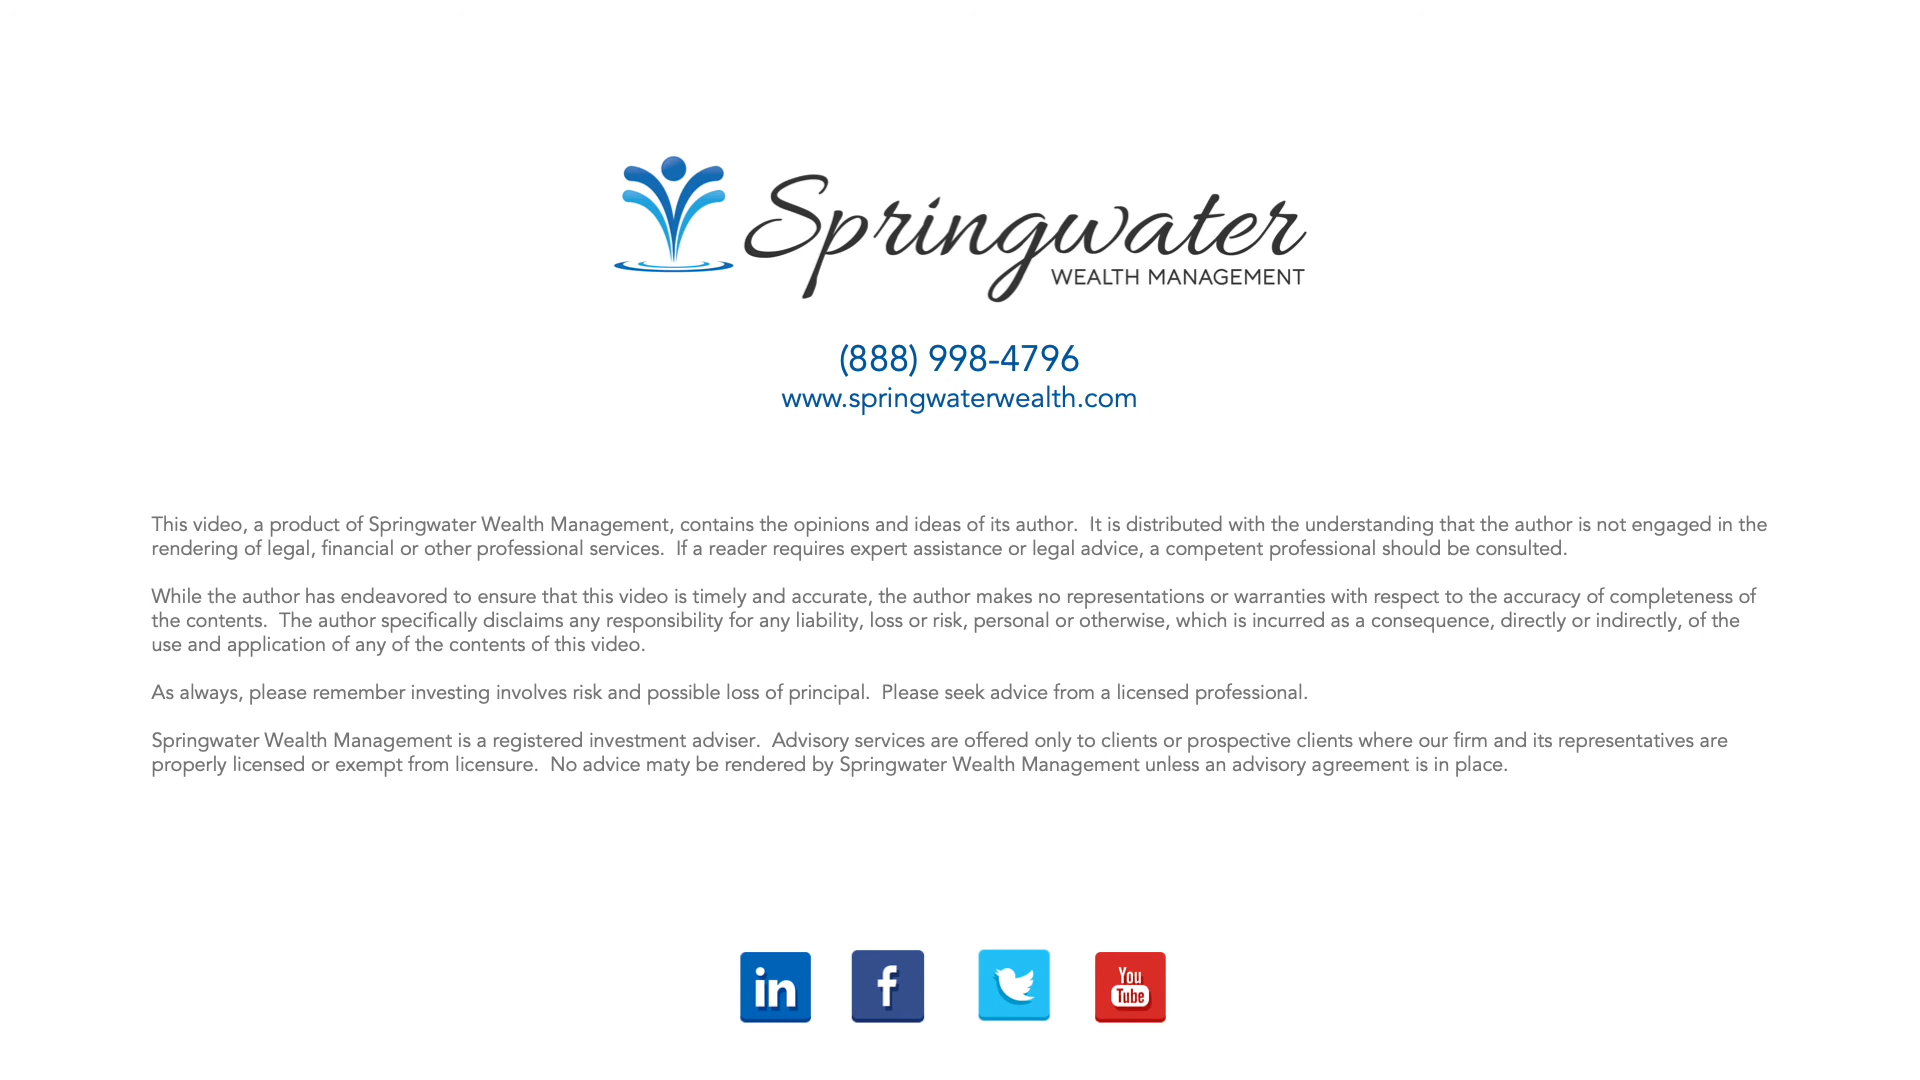 Springwater
WEALTH MANAGEMENT
(888) 998-4796
www.springwaterwealth.com
This video, a product of Springwater Wealth Management, contains the opinions and ideas of its author.  It is distributed with the understanding that the author is not engaged in the
rendering of legal, financial or other professional services.  If a reader requires expert assistance or legal advice, a competent professional should be consulted.
While the author has endeavored to ensure that this video is timely and accurate, the author makes no representations or warranties with respect to the accuracy of completeness of
the contents.  The author specifically disclaims any responsibility for any liability, loss or risk, personal or otherwise, which is incurred as a consequence, directly or indirectly, of the
use and application of any of the contents of this video.
As always, please remember investing involves risk and possible loss of principal.  Please seek advice from a licensed professional.
Springwater Wealth Management is a registered investment adviser.  Advisory services are offered only to clients or prospective clients where our firm and its representatives are
properly licensed or exempt from licensure.  No advice maty be rendered by Springwater Wealth Management unless an advisory agreement is in place.
in f You
Tube